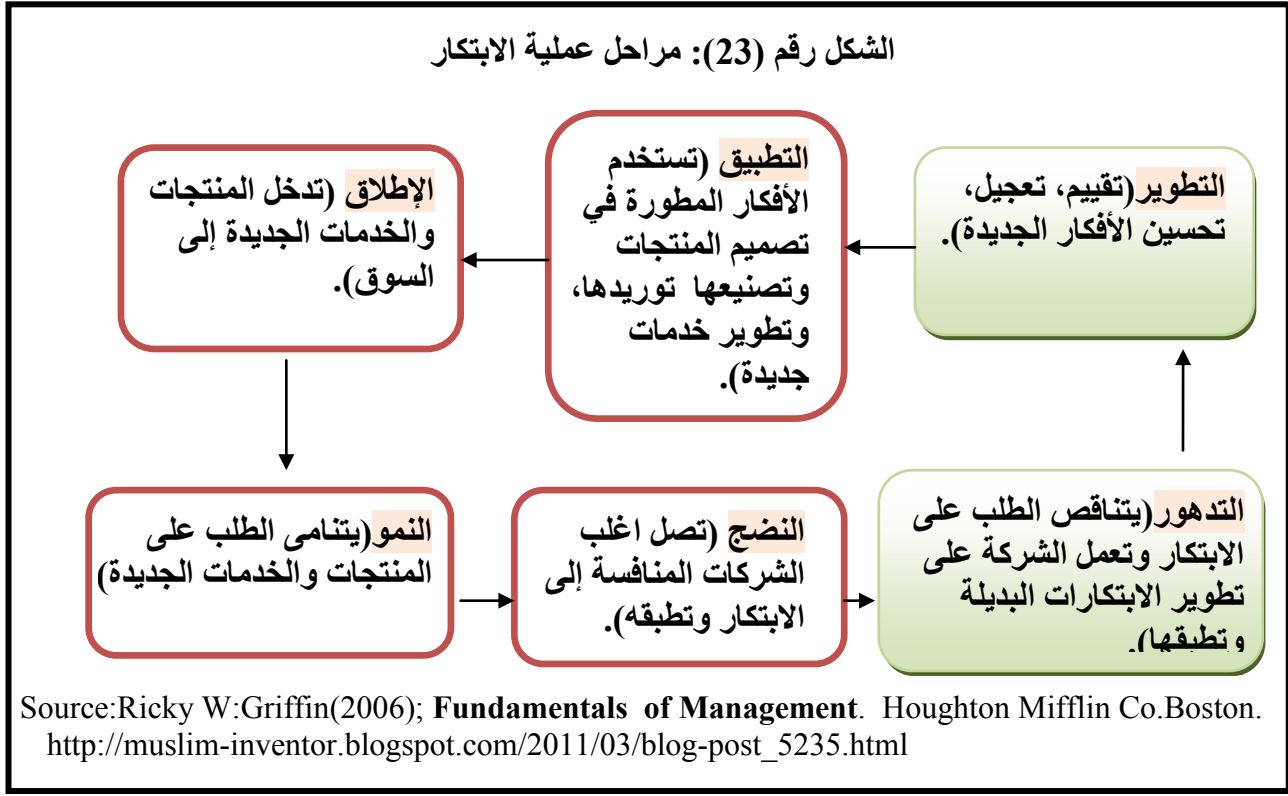 الشكل رقم (23): مراحل عملية الابتكار
التطوير(تقييم، تعجيل،
تحسين الأفكار الجديدة).
التطبيق (تستخدم
الأفكار المطورة في
تصميم المنتجات
وتصنيعها توريدها،
وتطوير خدمات
جديدة).
الإطلاق (تدخل المنتجات
والخدمات الجديدة إلى
السوق).
النمو(يتنامى الطلب على
المنتجات والخدمات الجديدة)
النضج (تصل اغلب
الشركات المنافسة إلى
الابتكار وتطبقه).
التدهور(يتناقص الطلب على
الابتكار وتعمل الشركة على
تطوير الابتكارات البديلة
وتطبقها).
Source:Ricky W:Griffin(2006); Fundamentals of Management. Houghton Mifflin Co.Boston.
http://muslim-inventor.blogspot.com/2011/03/blog-post_5235.html